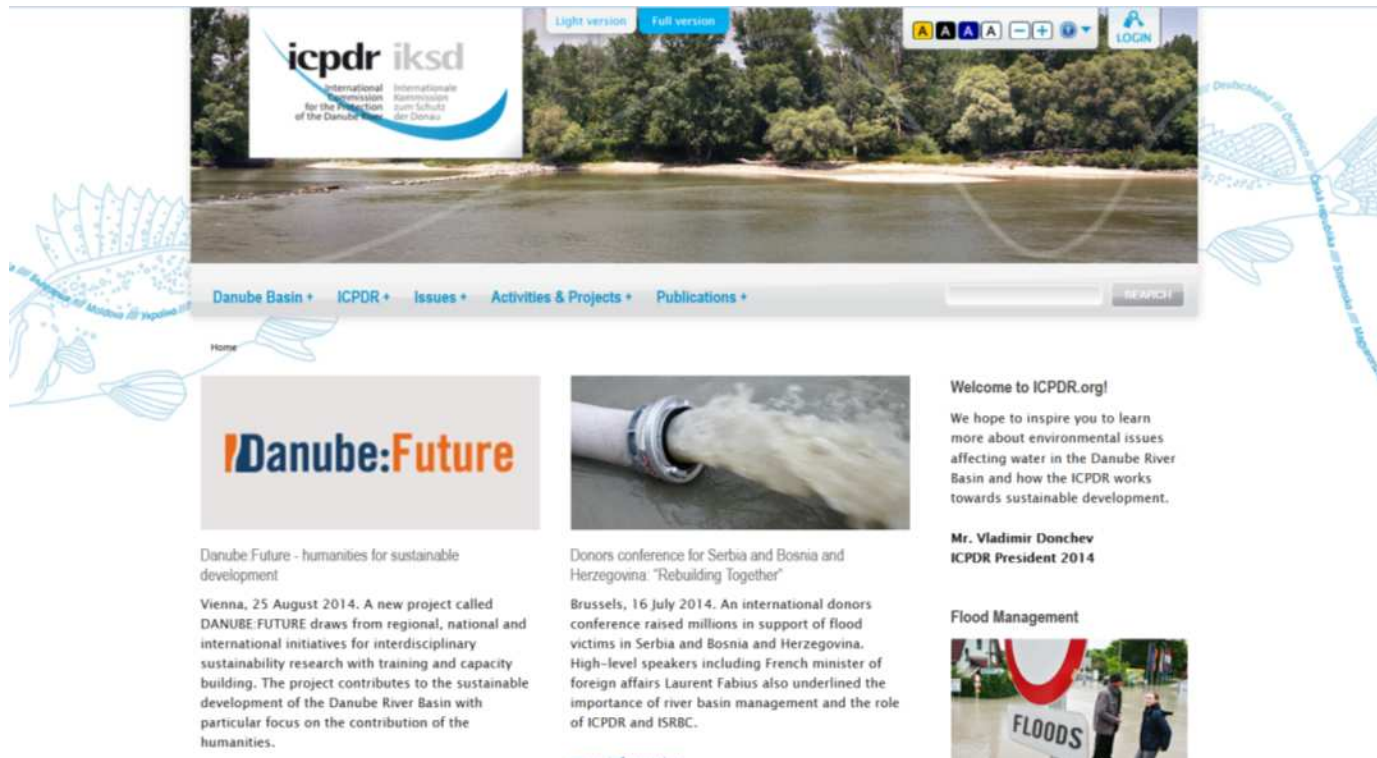 Light version
Full version
A A A A
LOGIN
icpdr iksd
International Internationale
Commission Kommission
for the Protection zum Schutz
of the Danube River der Donau
Deutschland /// Österreich /// Česká republika /// Slovensko ///
Moldova /// Україна ///
Danube Basin + ICPDR + Issues + Activities & Projects + Publications +
SEARCH
Home
Danube:Future
Danube:Future - humanities for sustainable
development
Vienna, 25 August 2014. A new project called
DANUBE:FUTURE draws from regional, national and
international initiatives for interdisciplinary
sustainability research with training and capacity
building. The project contributes to the sustainable
development of the Danube River Basin with
particular focus on the contribution of the
humanities.
Donors conference for Serbia and Bosnia and
Herzegovina: "Rebuilding Together"
Brussels, 16 July 2014. An international donors
conference raised millions in support of flood
victims in Serbia and Bosnia and Herzegovina.
High-level speakers including French minister of
foreign affairs Laurent Fabius also underlined the
importance of river basin management and the role
of ICPDR and ISRBC.
Welcome to ICPDR.org!
We hope to inspire you to learn
more about environmental issues
affecting water in the Danube River
Basin and how the ICPDR works
towards sustainable development.
Mr. Vladimir Donchev
ICPDR President 2014
Flood Management
FLOODS